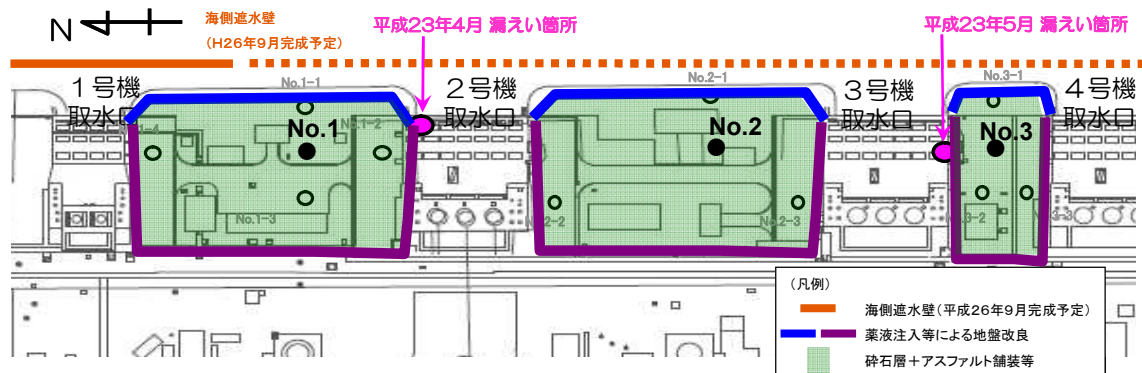 N
海側遮水壁
(H26年9月完成予定)
平成23年4月 漏えい箇所
平成23年5月 漏えい箇所
1号機
取水口
2号機
取水口
3号機
取水口
4号機
取水口
No.1-1
No.2-1
No.3-1
No.1-4
No.1
No.1-2
No.2
No.3
No.1-3
No.2-2
No.2-3
No.3-2
No.3-3
(凡例)
海側遮水壁(平成26年9月完成予定)
薬液注入等による地盤改良
砕石層+アスファルト舗装等